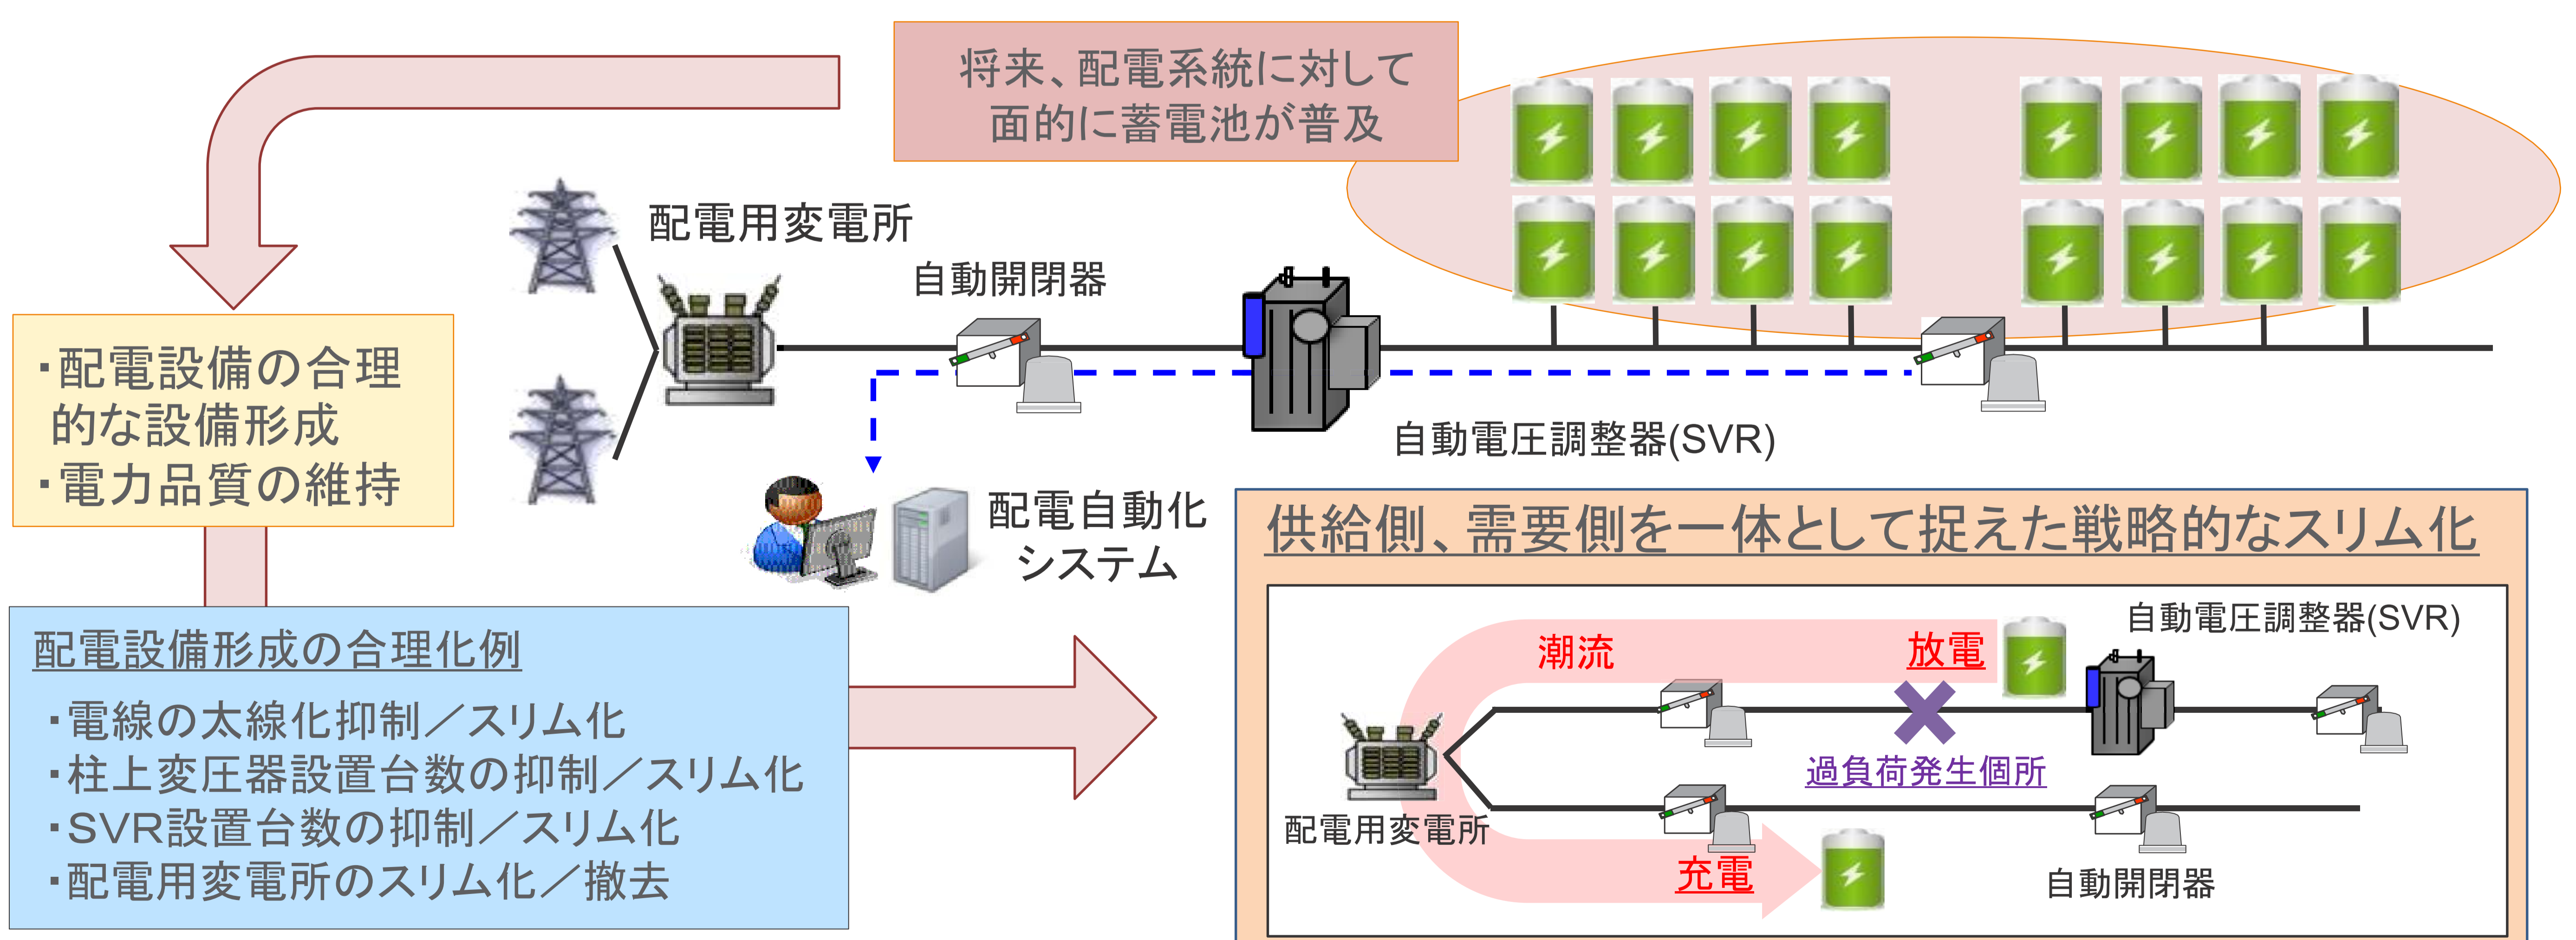 将来、配電系統に対して
面的に蓄電池が普及
配電用変電所
自動開閉器
自動電圧調整器(SVR)
配電自動化
システム
・配電設備の合理
的な設備形成
・電力品質の維持
配電設備形成の合理化例
・電線の太線化抑制／スリム化
・柱上変圧器設置台数の抑制／スリム化
・SVR設置台数の抑制／スリム化
・配電用変電所のスリム化／撤去
供給側、需要側を一体として捉えた戦略的なスリム化
自動電圧調整器(SVR)
潮流
放電
過負荷発生個所
配電用変電所
充電
自動開閉器